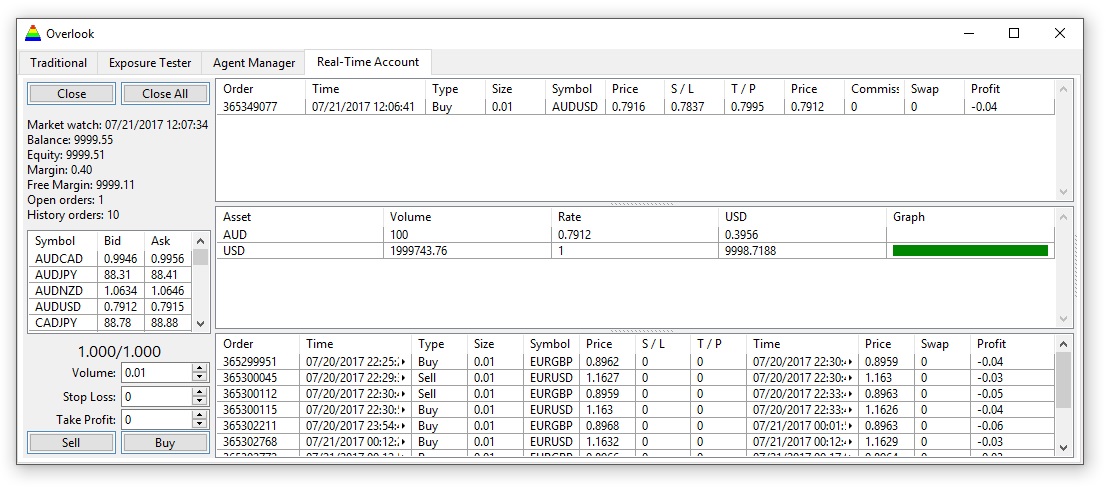 Overlook
Traditional Exposure Tester Agent Manager Real-Time Account
Close Close All
Market watch: 07/21/2017 12:07:34
Balance: 9999.55
Equity: 9999.51
Margin: 0.40
Free Margin: 9999.11
Open orders: 1
History orders: 10
Symbol Bid Ask
AUDCAD 0.9946 0.9956
AUDJPY 88.31 88.41
AUDNZD 1.0634 1.0646
AUDUSD 0.7912 0.7915
CADJPY 88.78 88.88
1.000/1.000
Volume: 0.01
Stop Loss: 0
Take Profit: 0
Sell Buy
Order Time Type Size Symbol Price S / L T / P Price Commiss Swap Profit
365349077 07/21/2017 12:06:41 Buy 0.01 AUDUSD 0.7916 0.7837 0.7995 0.7912 0 0 -0.04
Asset Volume Rate USD Graph
AUD 100 0.7912 0.3956
USD 1999743.76 1 9998.7188
Order Time Type Size Symbol Price S / L T / P Time Price Swap Profit
365299951 07/20/2017 22:25: Buy 0.01 EURGBP 0.8962 0 0 07/20/2017 22:30: 0.8959 0 -0.04
365300045 07/20/2017 22:29: Sell 0.01 EURUSD 1.1627 0 0 07/20/2017 22:30: 1.163 0 -0.03
365300112 07/20/2017 22:30: Sell 0.01 EURGBP 0.8959 0 0 07/20/2017 22:33: 0.8963 0 -0.05
365300115 07/20/2017 22:30: Buy 0.01 EURUSD 1.163 0 0 07/20/2017 22:33: 1.1626 0 -0.04
365302211 07/20/2017 23:54: Buy 0.01 EURGBP 0.8968 0 0 07/21/2017 00:01: 0.8963 0 -0.06
365302768 07/21/2017 00:12: Buy 0.01 EURUSD 1.1632 0 0 07/21/2017 00:12: 1.1629 0 -0.03